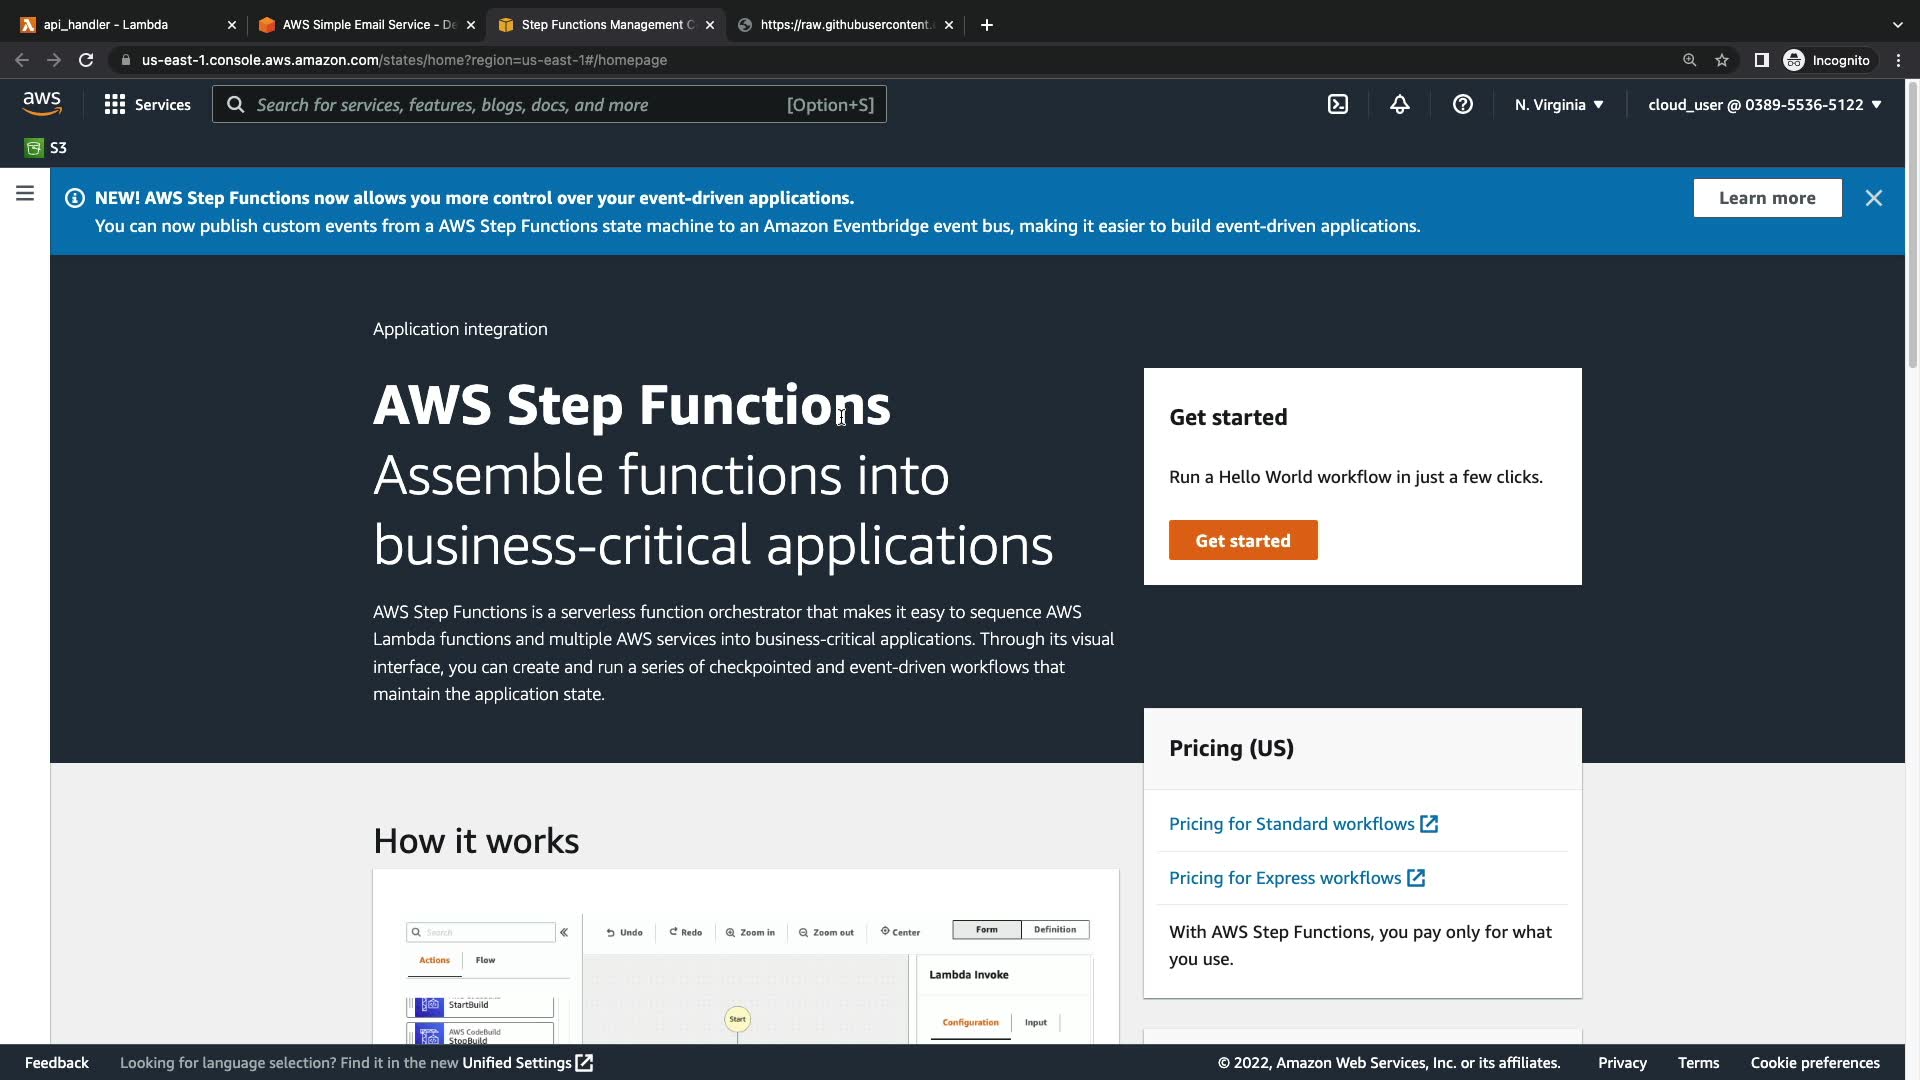 api_handler - Lambda
AWS Simple Email Service - De
Step Functions Management C
https://raw.githubusercontent.
us-east-1.console.aws.amazon.com/states/home?region=us-east-1#/homepage
Incognito
aws
Services
Search for services, features, blogs, docs, and more
[Option+S]
N. Virginia
cloud_user @ 0389-5536-5122
S3
NEW! AWS Step Functions now allows you more control over your event-driven applications.
You can now publish custom events from a AWS Step Functions state machine to an Amazon Eventbridge event bus, making it easier to build event-driven applications.
Learn more
Application integration
AWS Step Functions
Assemble functions into
business-critical applications
AWS Step Functions is a serverless function orchestrator that makes it easy to sequence AWS
Lambda functions and multiple AWS services into business-critical applications. Through its visual
interface, you can create and run a series of checkpointed and event-driven workflows that
maintain the application state.
Get started
Run a Hello World workflow in just a few clicks.
Get started
Pricing (US)
Pricing for Standard workflows
Pricing for Express workflows
With AWS Step Functions, you pay only for what
you use.
How it works
Search
Undo
Redo
Zoom in
Zoom out
Center
Form
Definition
Actions
Flow
Lambda Invoke
StartBuild
AWS CodeBuild
StopBuild
Start
Configuration
Input
Feedback
Looking for language selection? Find it in the new Unified Settings
© 2022, Amazon Web Services, Inc. or its affiliates.
Privacy
Terms
Cookie preferences